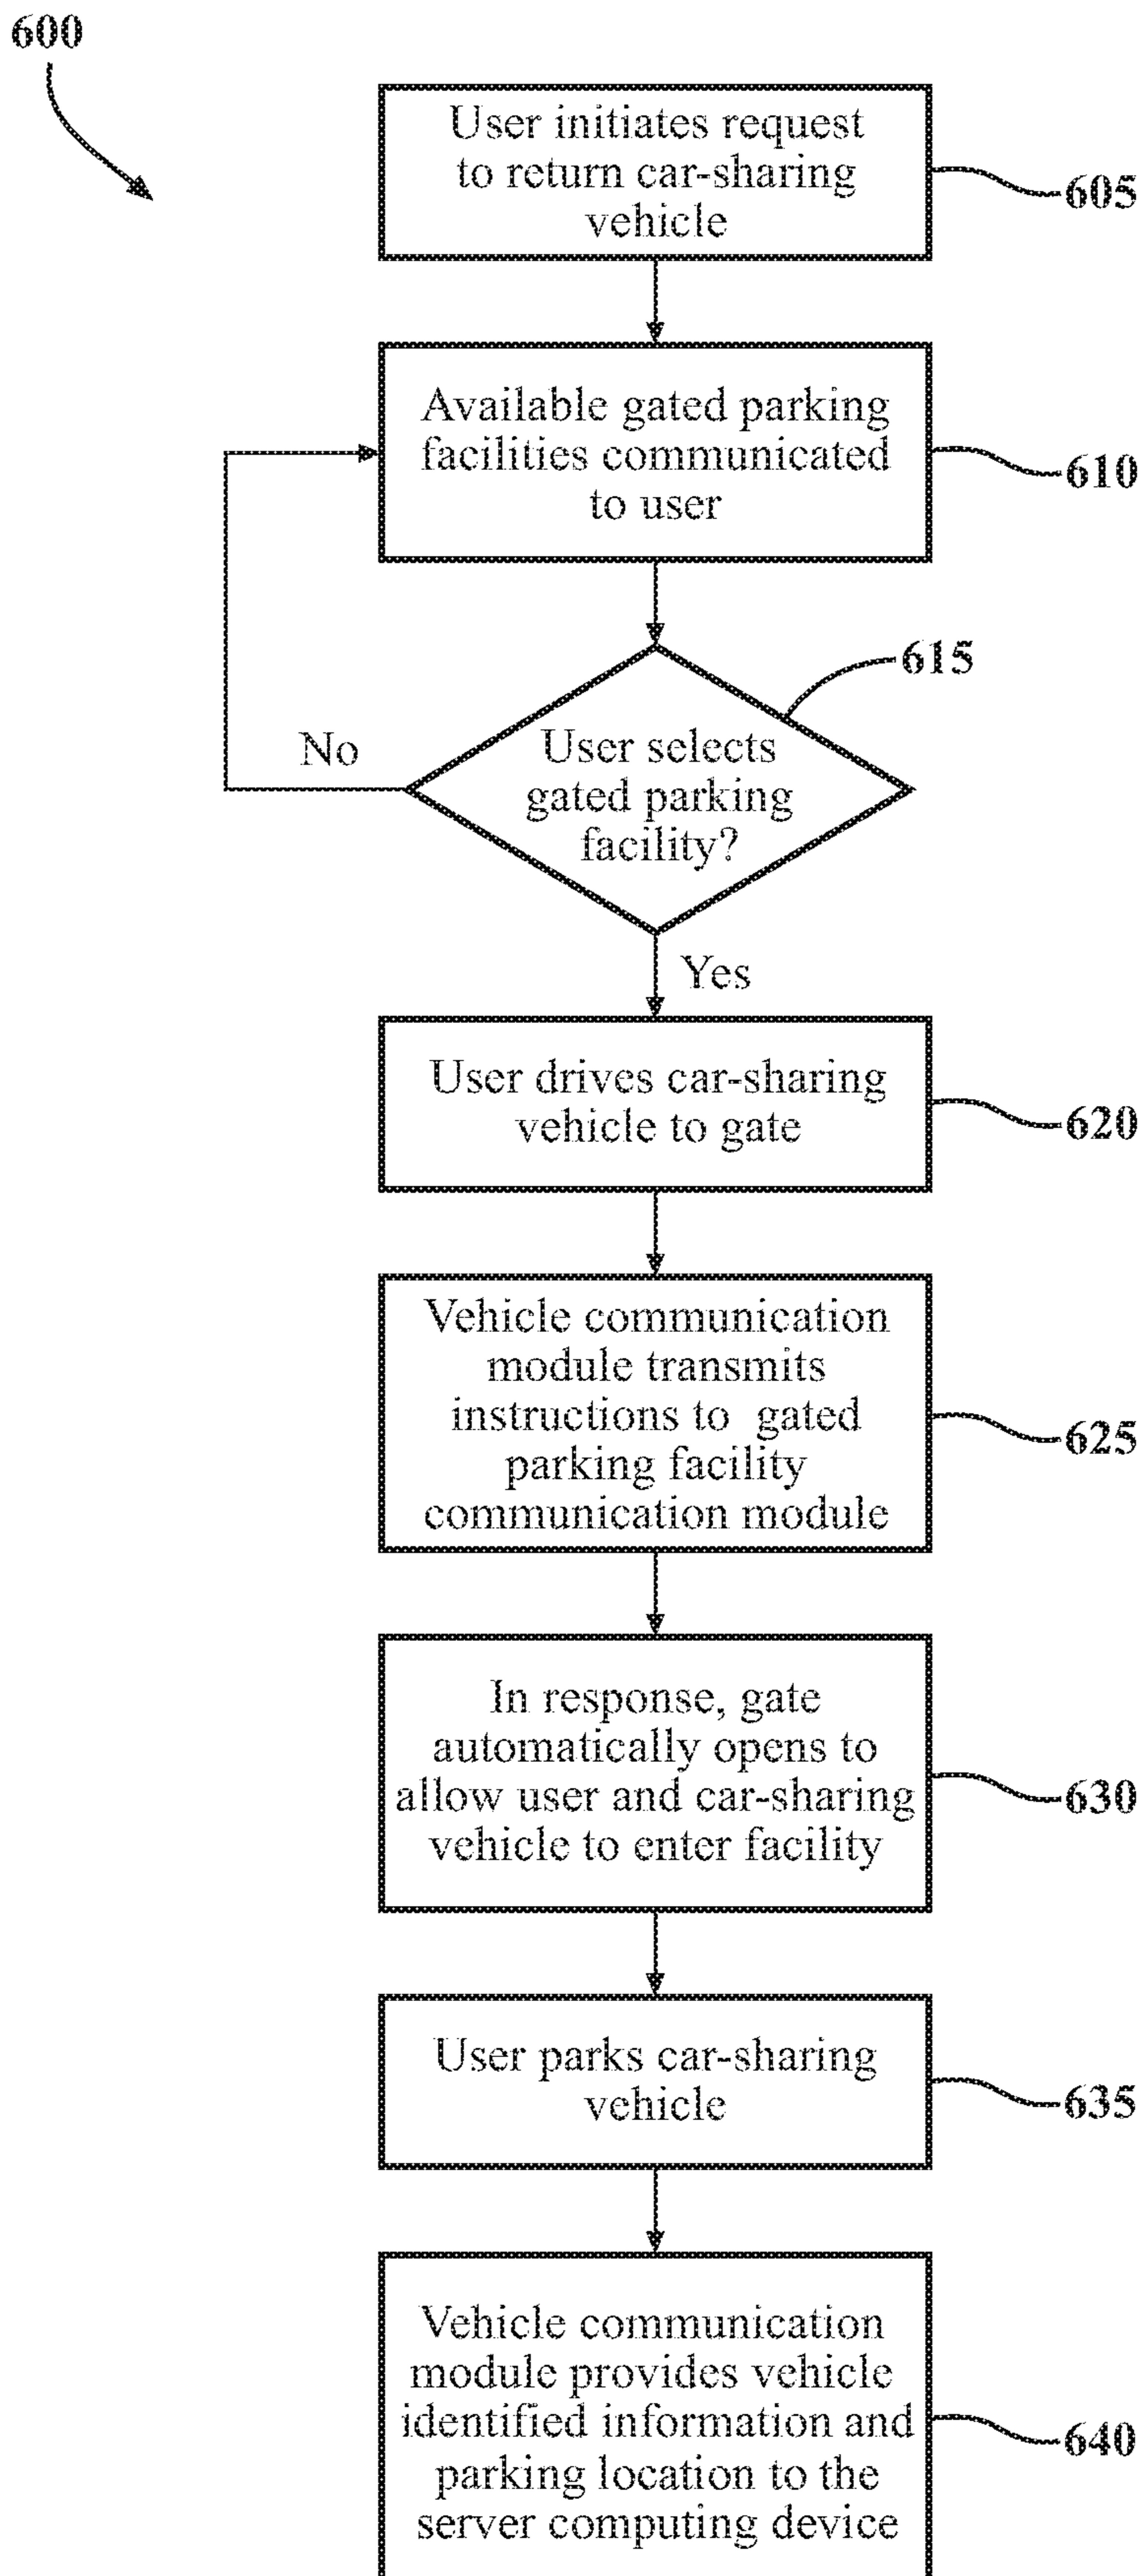 600
User initiates request
to return car-sharing
vehicle
605
Available gated parking
facilities communicated
to user
610
615
User selects
gated parking
facility?
No
Yes
User drives car-sharing
vehicle to gate
620
Vehicle communication
module transmits
instructions to gated
parking facility
communication module
625
In response, gate
automatically opens to
allow user and car-sharing
vehicle to enter facility
630
User parks car-sharing
vehicle
635
Vehicle communication
module provides vehicle
identified information and
parking location to the
server computing device
640